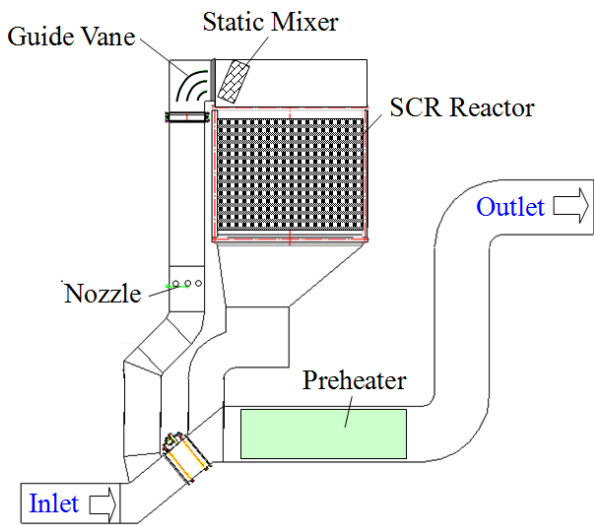 Static Mixer
Guide Vane
SCR Reactor
Outlet
Nozzle
Preheater
Inlet